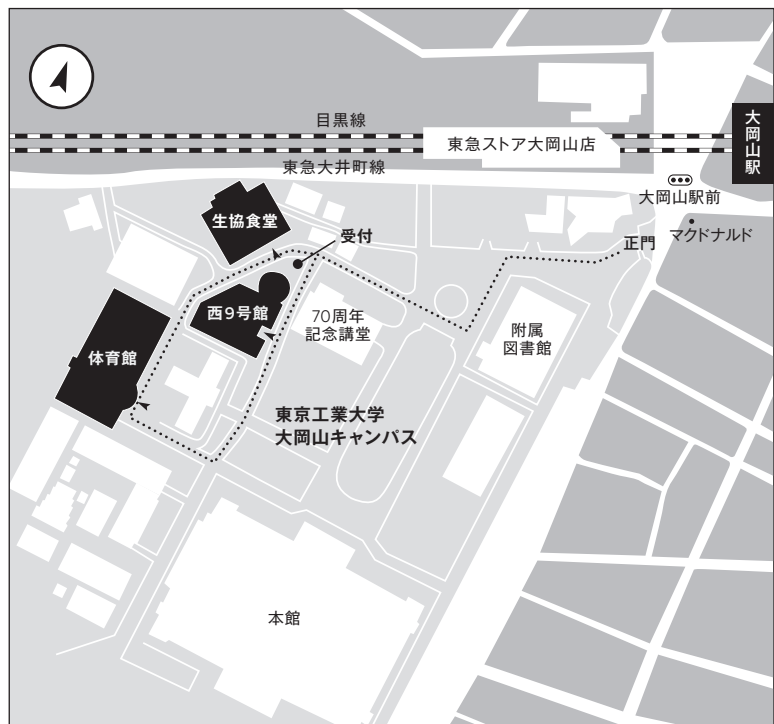 目黒線
東急ストア大岡山店
大岡山駅
東急大井町線
大岡山駅前
生協食堂
受付
正門
マクドナルド
西9号館
70周年
記念講堂
附属
図書館
体育館
東京工業大学
大岡山キャンパス
本館